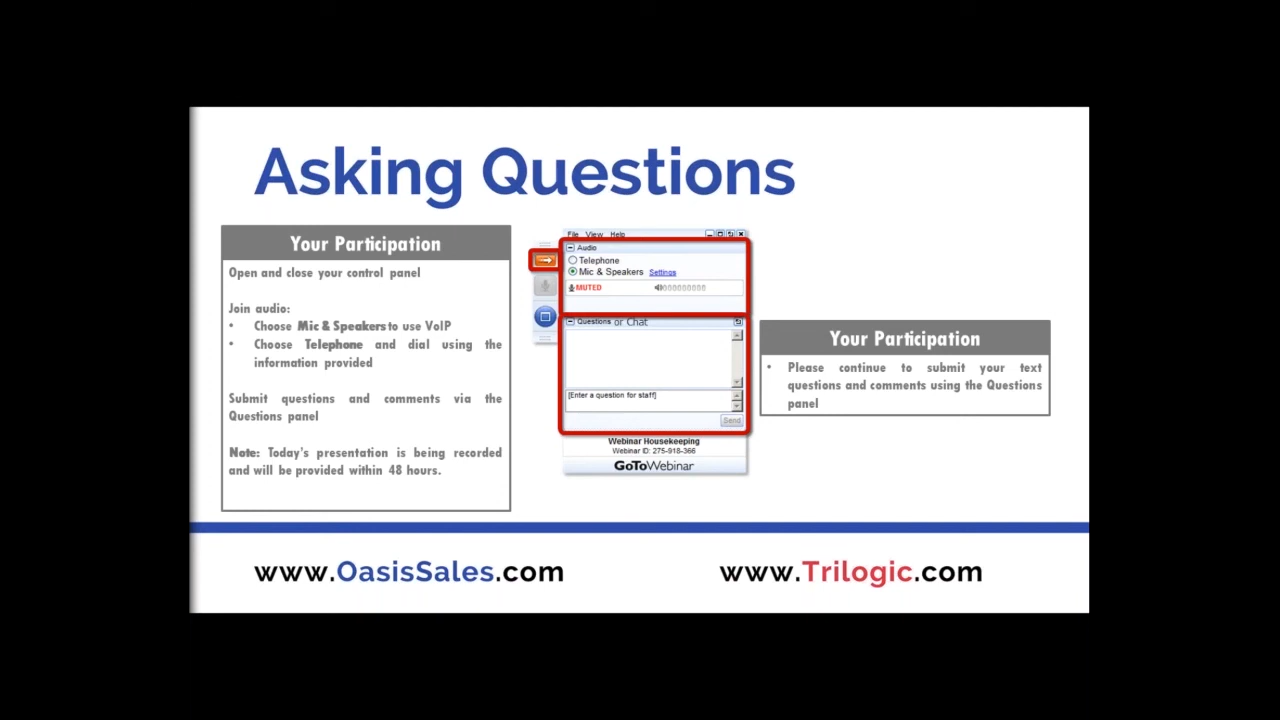 Asking Questions
Your Participation
Open and close your control panel
Join audio:
• Choose Mic & Speakers to use VoIP
• Choose Telephone and dial using the
information provided
Submit questions and comments via the
Questions panel
Note: Today's presentation is being recorded
and will be provided within 48 hours.
File View Help
Audio
Telephone
Mic & Speakers Settings
MUTED
Questions or Chat
[Enter a question for staff]
Send
Webinar Housekeeping
Webinar ID: 275-918-366
GoToWebinar
Your Participation
• Please continue to submit your text
questions and comments using the Questions
panel
www.OasisSales.com
www.Trilogic.com